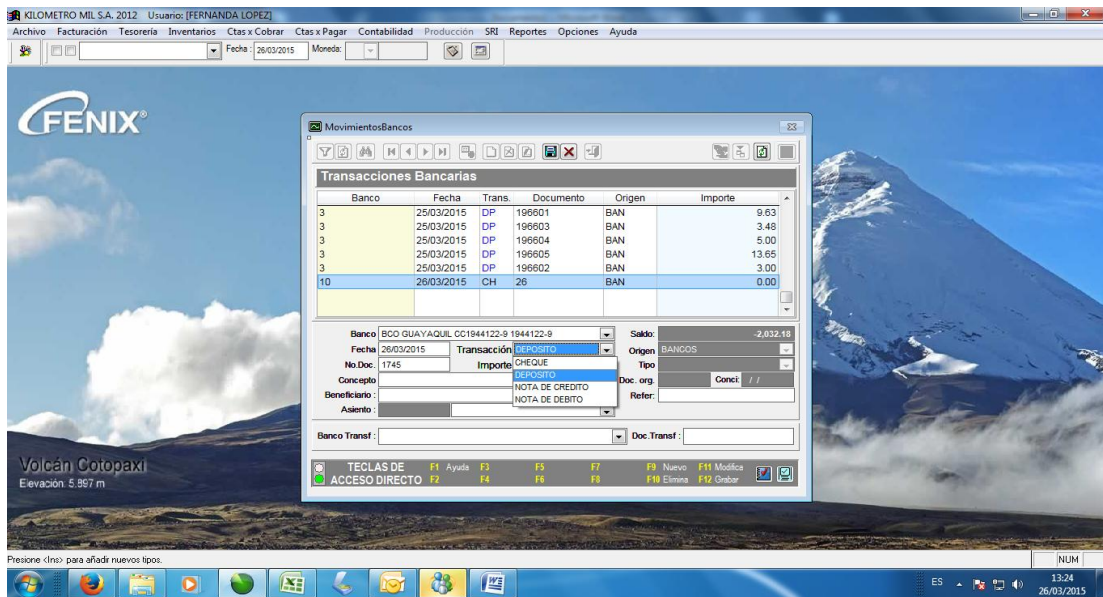 KILOMETRO MIL S.A. 2012 Usuario: [FERNANDA LOPEZ]
Archivo Facturación Tesorería Inventarios Ctas x Cobrar Ctas x Pagar Contabilidad Producción SRI Reportes Opciones Ayuda
Fecha : 26/03/2015 Moneda:
FENIX®
MovimientosBancos
Transacciones Bancarias
Banco Fecha Trans. Documento Origen Importe
3 25/03/2015 DP 196601 BAN 9.63
3 25/03/2015 DP 196603 BAN 3.48
3 25/03/2015 DP 196604 BAN 5.00
3 25/03/2015 DP 196605 BAN 13.65
3 25/03/2015 DP 196602 BAN 3.00
10 26/03/2015 CH 26 BAN 0.00
Banco BCO GUAYAQUIL CC1944122-9 1944122-9 Saldo: -2,032.18
Fecha 26/03/2015 Transacción DEPOSITO Origen BANCOS
No.Doc. 1745 Importe CHEQUE Tipo
Concepto DEPOSITO Doc. org. Conci: / /
NOTA DE CREDITO
Beneficiario : NOTA DE DEBITO Refer:
Asiento :
Banco Transf : Doc.Transf :
TECLAS DE ACCESO DIRECTO
F1 Ayuda F3 F5 F7 F9 Nuevo F11 Modifica
F2 F4 F6 F8 F10 Elimina F12 Grabar
Volcán Cotopaxi
Elevación: 5.897 m
Presione <Ins> para añadir nuevos tipos.
NUM
ES
13:24
26/03/2015